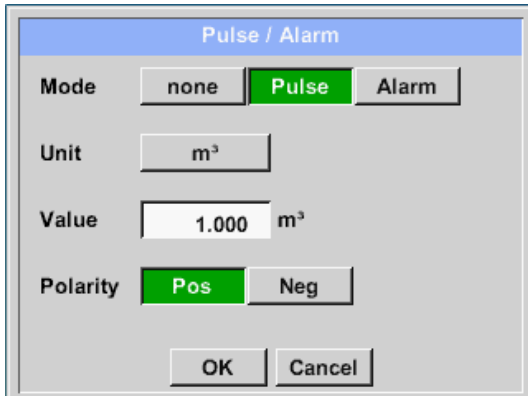 Pulse / Alarm
Mode none Pulse Alarm
Unit m³
Value 1.000 m³
Polarity Pos Neg
OK Cancel